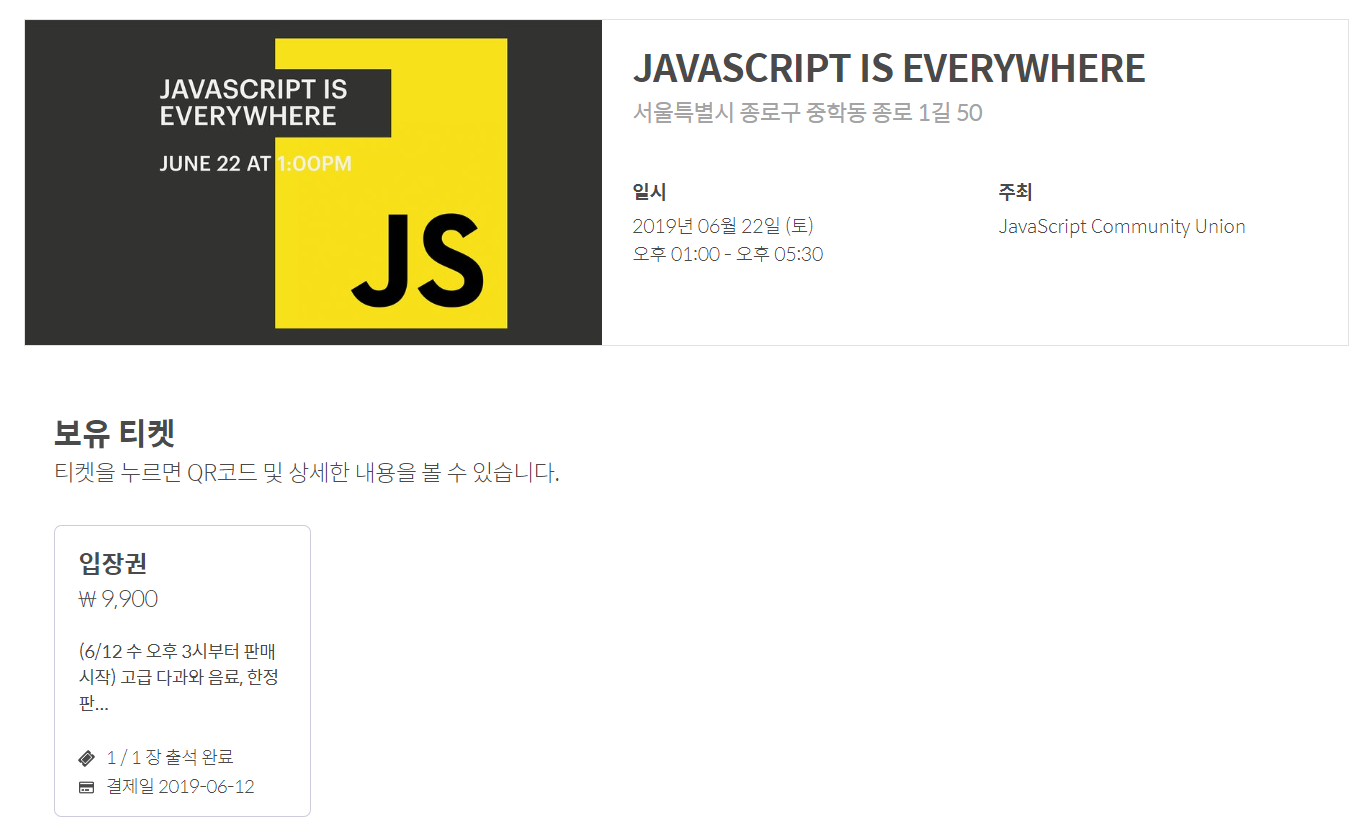 JAVASCRIPT IS
EVERYWHERE
JUNE 22 AT 1:00PM
JS
JAVASCRIPT IS EVERYWHERE
서울특별시 종로구 중학동 종로 1길 50
일시
2019년 06월 22일 (토)
오후 01:00 - 오후 05:30
주최
JavaScript Community Union
보유 티켓
티켓을 누르면 QR코드 및 상세한 내용을 볼 수 있습니다.
입장권
₩ 9,900
(6/12 수 오후 3시부터 판매
시작) 고급 다과와 음료, 한정
판...
1 / 1 장 출석 완료
결제일 2019-06-12